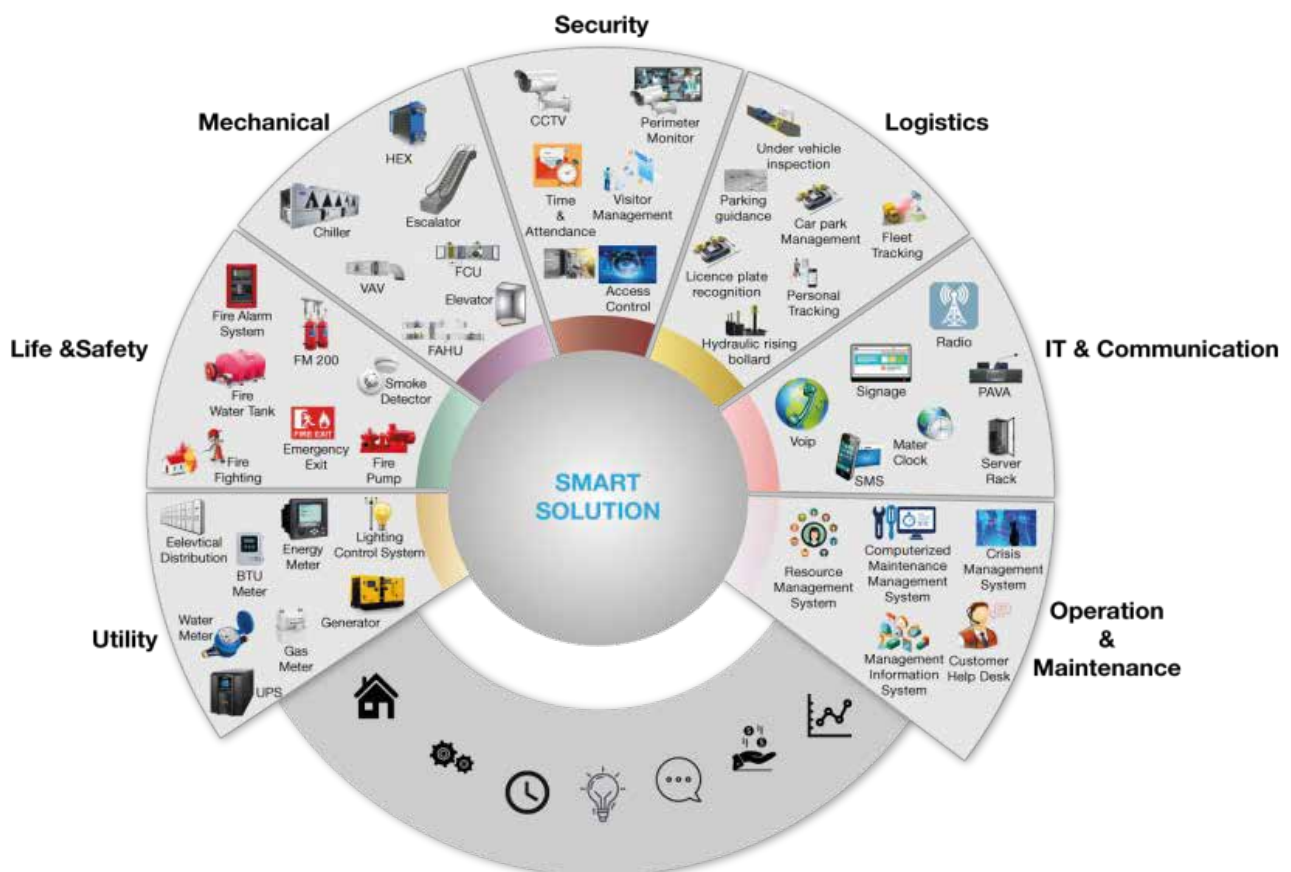 Security
CCTV
Perimeter
Monitor
Time
&
Attendance
Visitor
Management
Access
Control
Mechanical
HEX
Escalator
Chiller
FCU
VAV
Elevator
FAHU
Logistics
Under vehicle
inspection
Parking
guidance
Car park
Management
Fleet
Tracking
Licence plate
recognition
Personal
Tracking
Hydraulic rising
bollard
Life &Safety
Fire Alarm
System
FM 200
Fire
Water Tank
Smoke
Detector
Emergency
Exit
FIRE EXIT
Fire
Pump
Fire
Fighting
IT & Communication
Radio
Signage
PAVA
Voip
Mater
Clock
SMS
Server
Rack
SMART
SOLUTION
Utility
Eelevtical
Distribution
BTU
Meter
Energy
Meter
Lighting
Control System
Generator
Water
Meter
Gas
Meter
UPS
Operation
&
Maintenance
Resource
Management
System
Computerized
Maintenance
Management
System
Crisis
Management
System
Management
Information
System
Customer
Help Desk